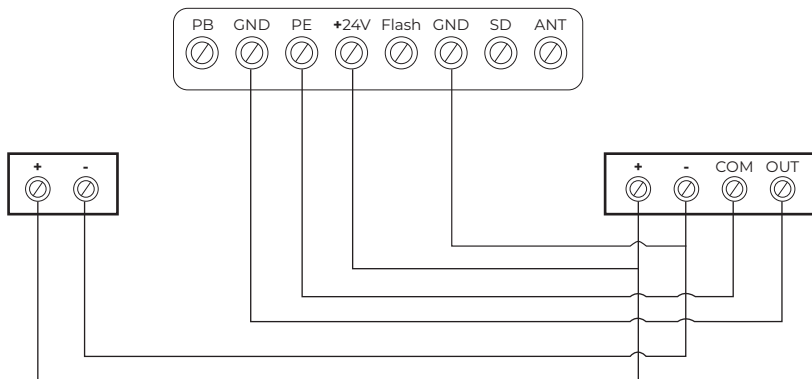 PB GND PE +24V Flash GND SD ANT
+ -
+ - COM OUT